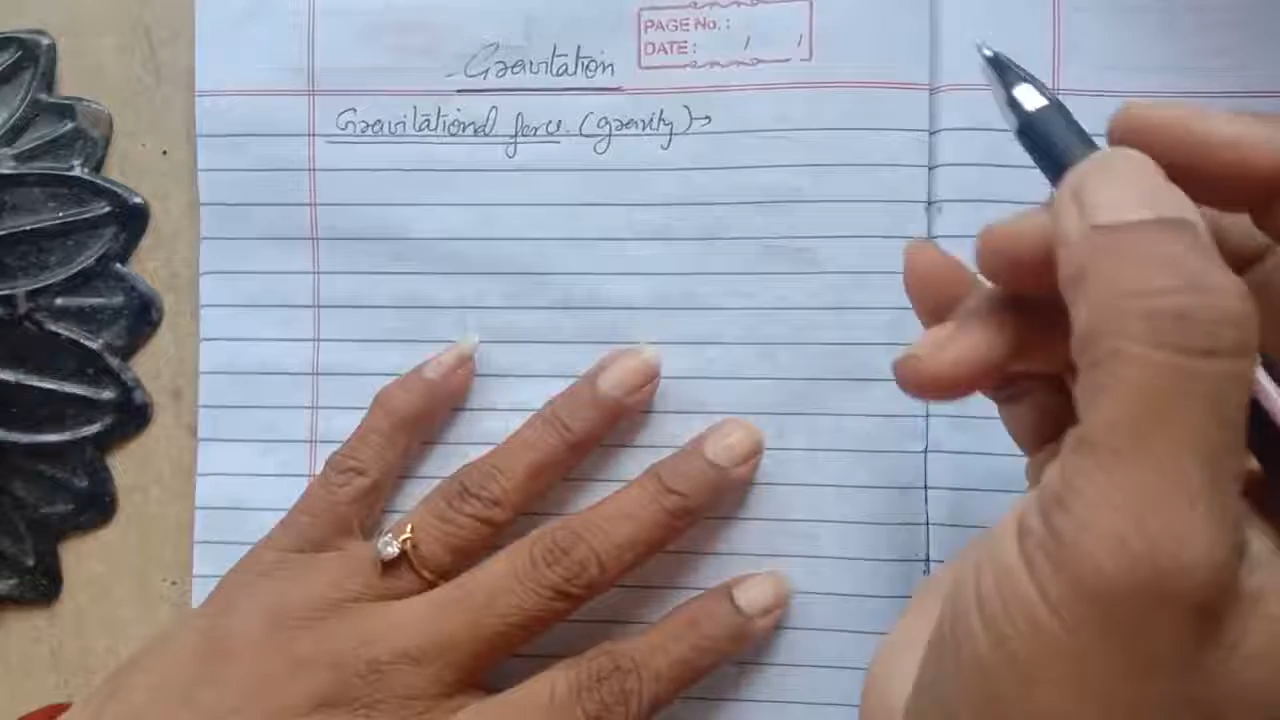 PAGE No.:
DATE: / /
Gravitation
Gravitational force. (gravity)→